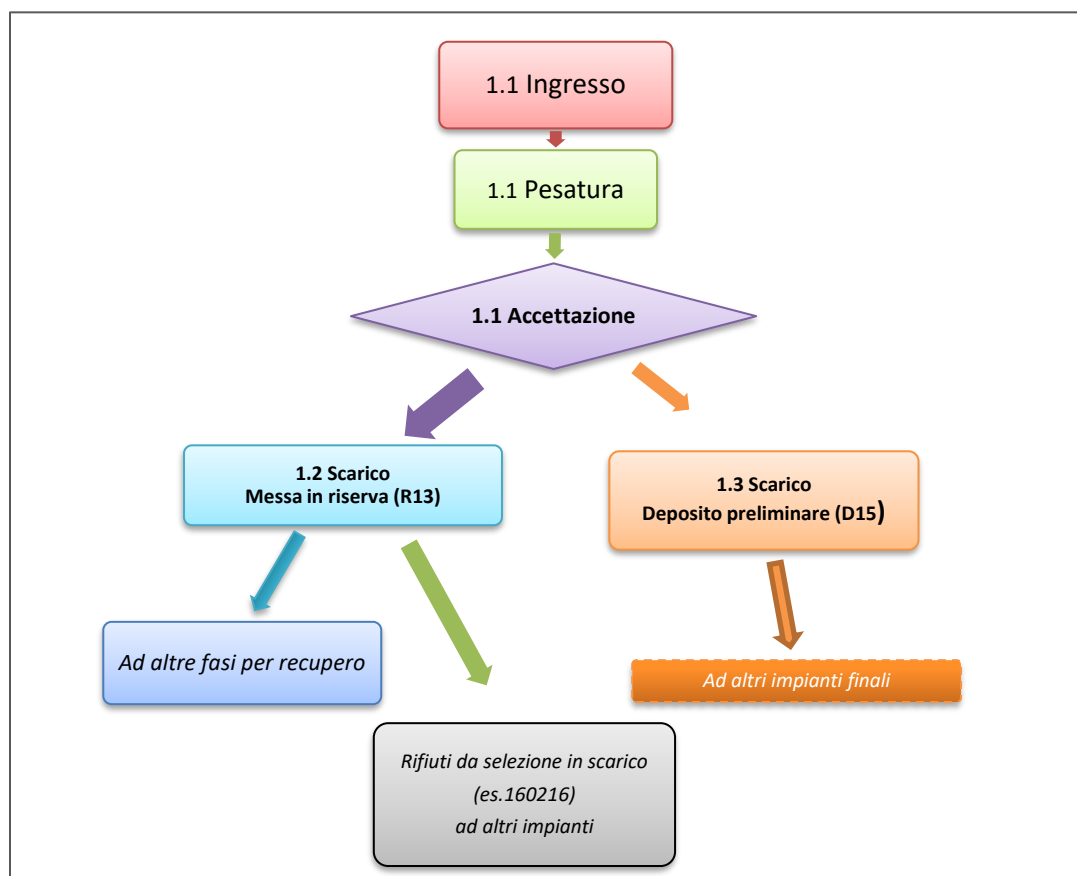 1.1 Ingresso
1.1 Pesatura
1.1 Accettazione
1.2 Scarico
Messa in riserva (R13)
1.3 Scarico
Deposito preliminare (D15)
Ad altre fasi per recupero
Ad altri impianti finali
Rifiuti da selezione in scarico
(es.160216)
ad altri impianti